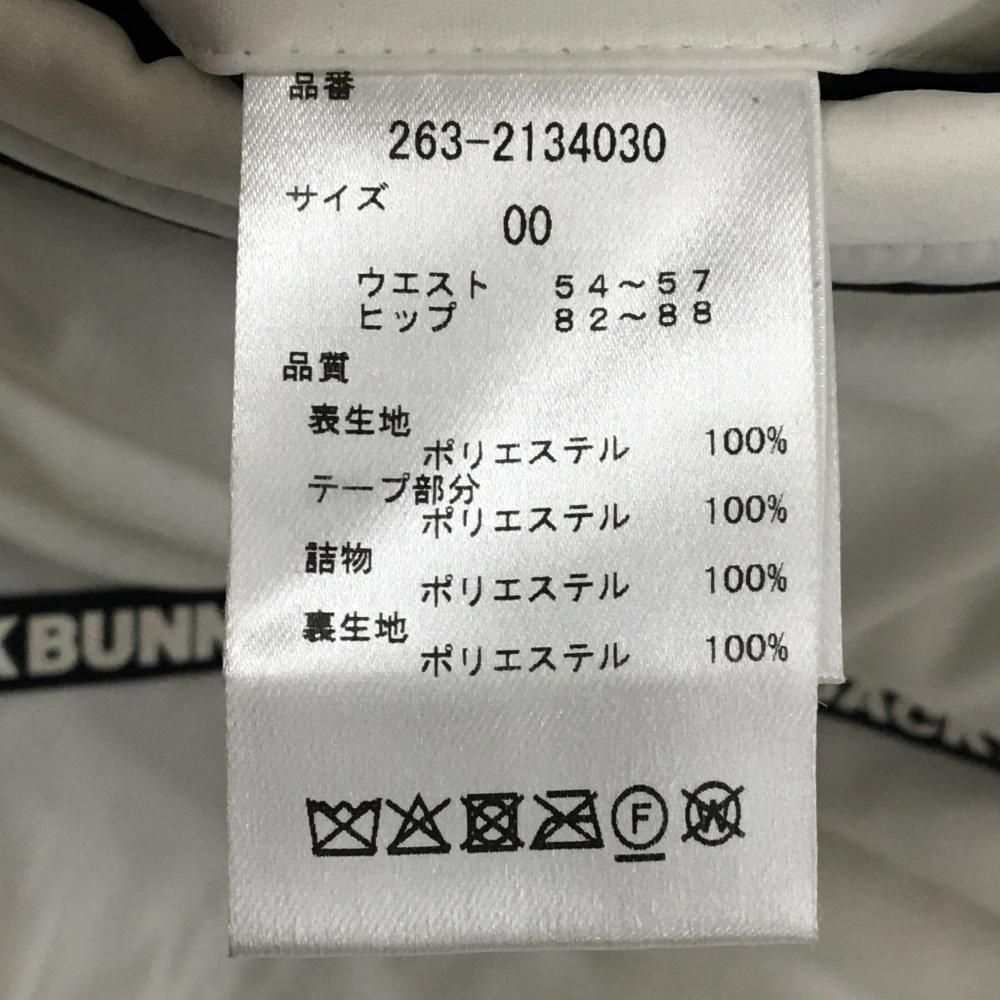 品番
263-2134030
サイズ
00
ウエスト 54～57
ヒップ 82～88
品質
表生地
ポリエステル 100%
テープ部分
ポリエステル 100%
詰物
ポリエステル 100%
裏生地
ポリエステル 100%
F
W
KBUNN
JACK